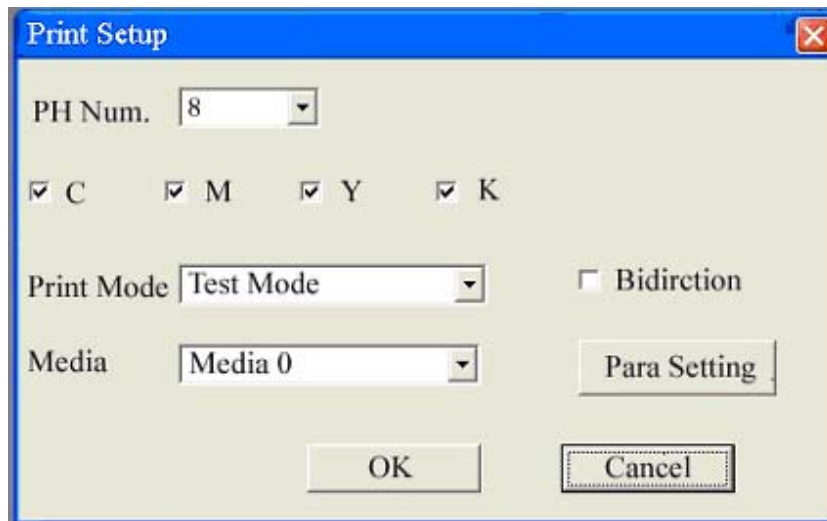 Print Setup
PH Num. 8
C M Y K
Print Mode Test Mode Bidirction
Media Media 0 Para Setting
OK Cancel